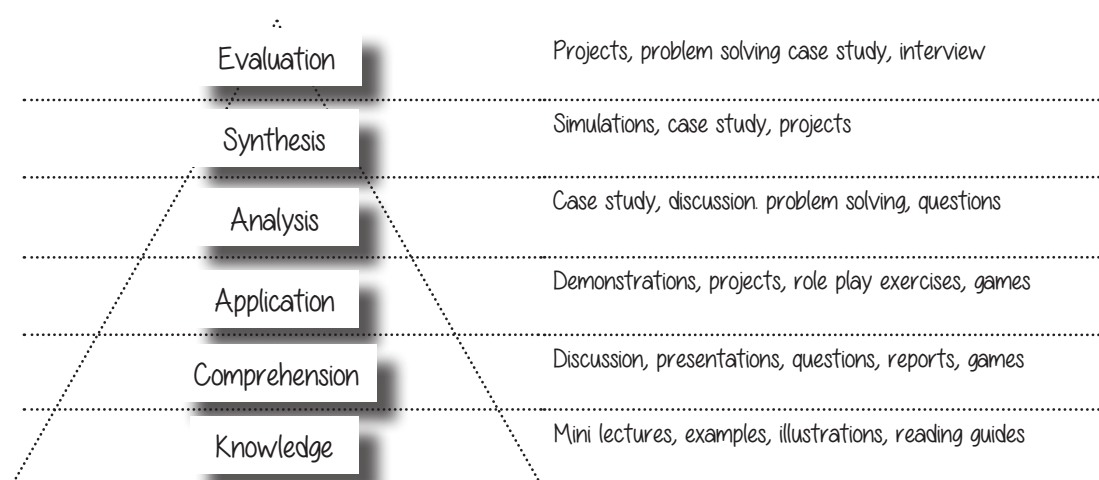 Evaluation
Projects, problem solving case study, interview
Synthesis
Simulations, case study, projects
Analysis
Case study, discussion. problem solving, questions
Application
Demonstrations, projects, role play exercises, games
Comprehension
Discussion, presentations, questions, reports, games
Knowledge
Mini lectures, examples, illustrations, reading guides